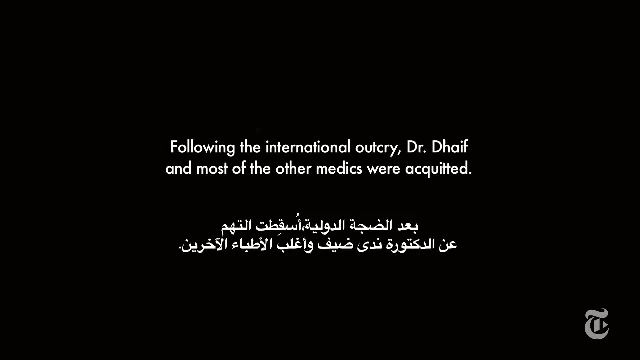 Following the international outcry, Dr. Dhaif
and most of the other medics were acquitted.
بعد الضجة الدولية،أُسقِطت التهم
عن الدكتورة ندى ضيف وأغلب الأطباء الآخرين.
T